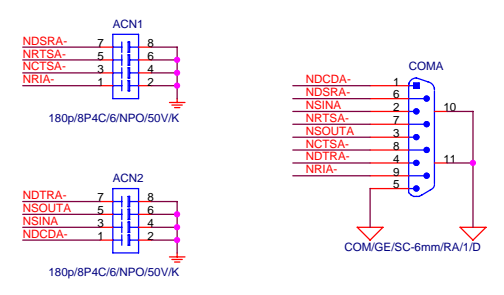 ACN1
NDSRA- 7 8
NRTSA- 5 6
NCTSA- 3 4
NRIA- 1 2
180p/8P4C/6/NPO/50V/K
ACN2
NDTRA- 7 8
NSOUTA 5 6
NSINA 3 4
NDCDA- 1 2
180p/8P4C/6/NPO/50V/K
COMA
NDCDA- 1
NDSRA- 6
NSINA 2 10
NRTSA- 7
NSOUTA 3
NCTSA- 8
NDTRA- 4 11
NRIA- 9
5
COM/GE/SC-6mm/RA/1/D